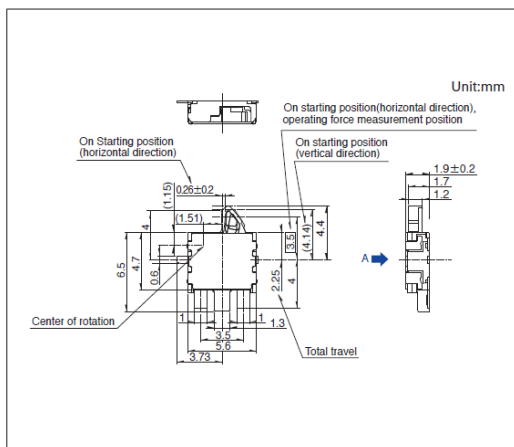 Unit:mm
On starting position(horizontal direction),
operating force measurement position
On Starting position
(horizontal direction)
On starting position
(vertical direction)
1.9±0.2
1.7
1.2
0.26±0.2
(1.15)
(1.51)
4
3.5
(4.14)
4.4
A
6.5
4.7
0.6
2.25
4
Center of rotation
1
1
1.3
3.5
5.6
3.73
Total travel